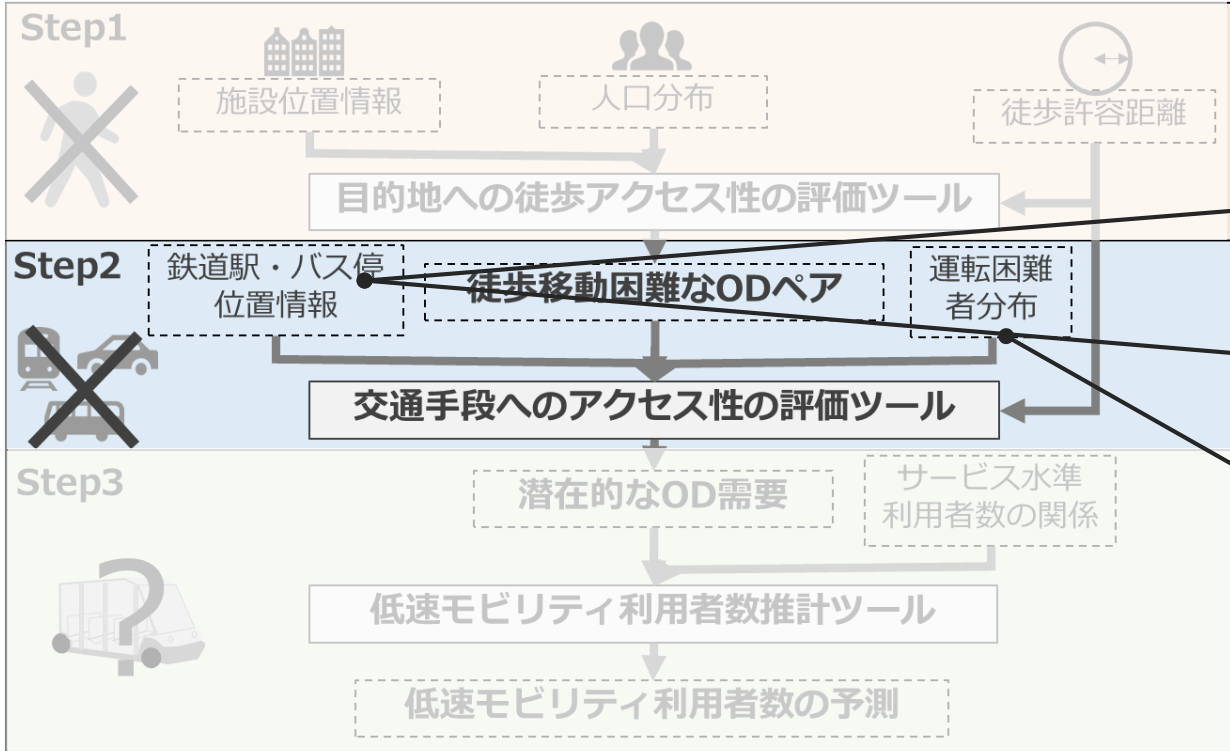 Step1
施設位置情報
人口分布
徒歩許容距離
目的地への徒歩アクセス性の評価ツール
Step2
鉄道駅・バス停
位置情報
徒歩移動困難なODペア
運転困難
者分布
交通手段へのアクセス性の評価ツール
Step3
潜在的なOD需要
サービス水準
利用者数の関係
?
低速モビリティ利用者数推計ツール
低速モビリティ利用者数の予測